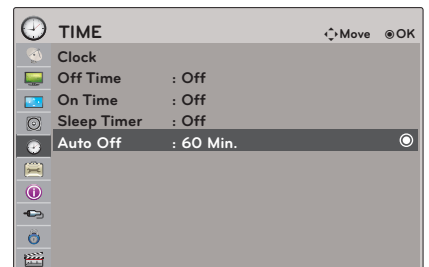 TIME Move OK
Clock
Off Time : Off
On Time : Off
Sleep Timer : Off
Auto Off : 60 Min.